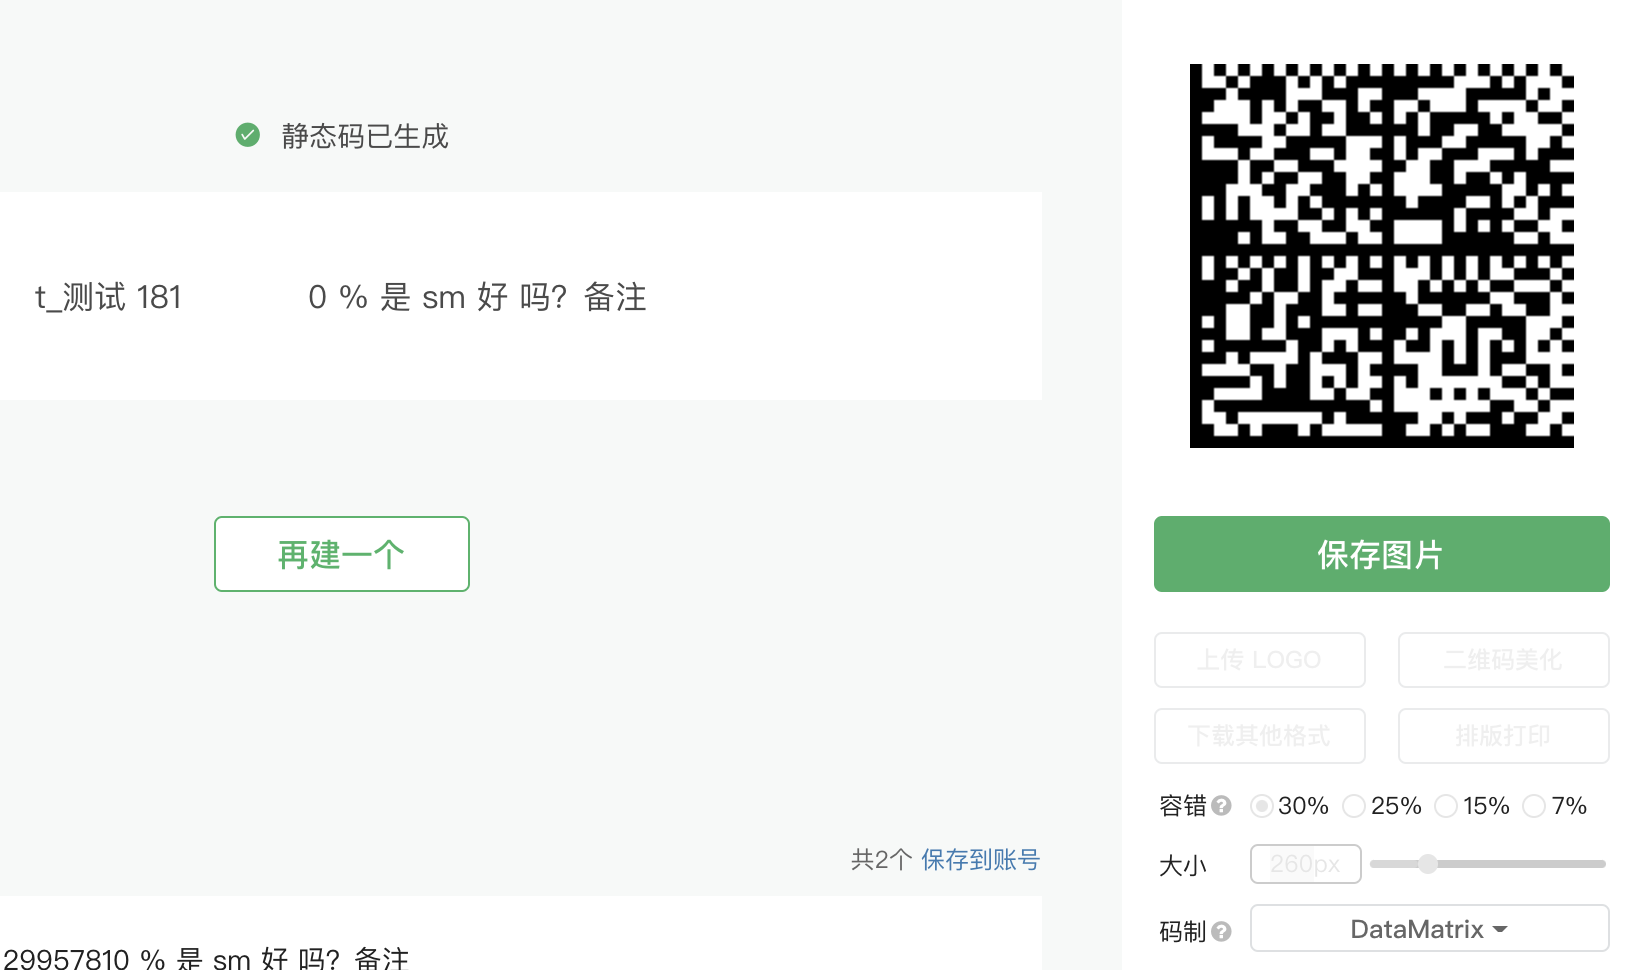 静态码已生成
t_测试 181 0 % 是 sm 好 吗？备注
再建一个
共2个 保存到账号
29957810 % 是 sm 好 吗？备注
保存图片
上传 LOGO 二维码美化
下载其他格式 排版打印
容错 ? 30% 25% 15% 7%
大小 260px
码制 ? DataMatrix